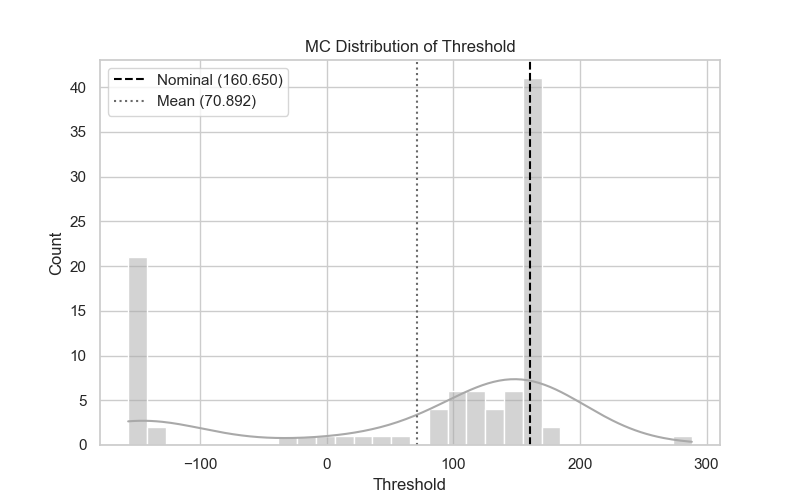 MC Distribution of Threshold
Nominal (160.650)
Mean (70.892)
40
35
30
25
20
15
10
5
0
Count
−100
0
100
200
300
Threshold